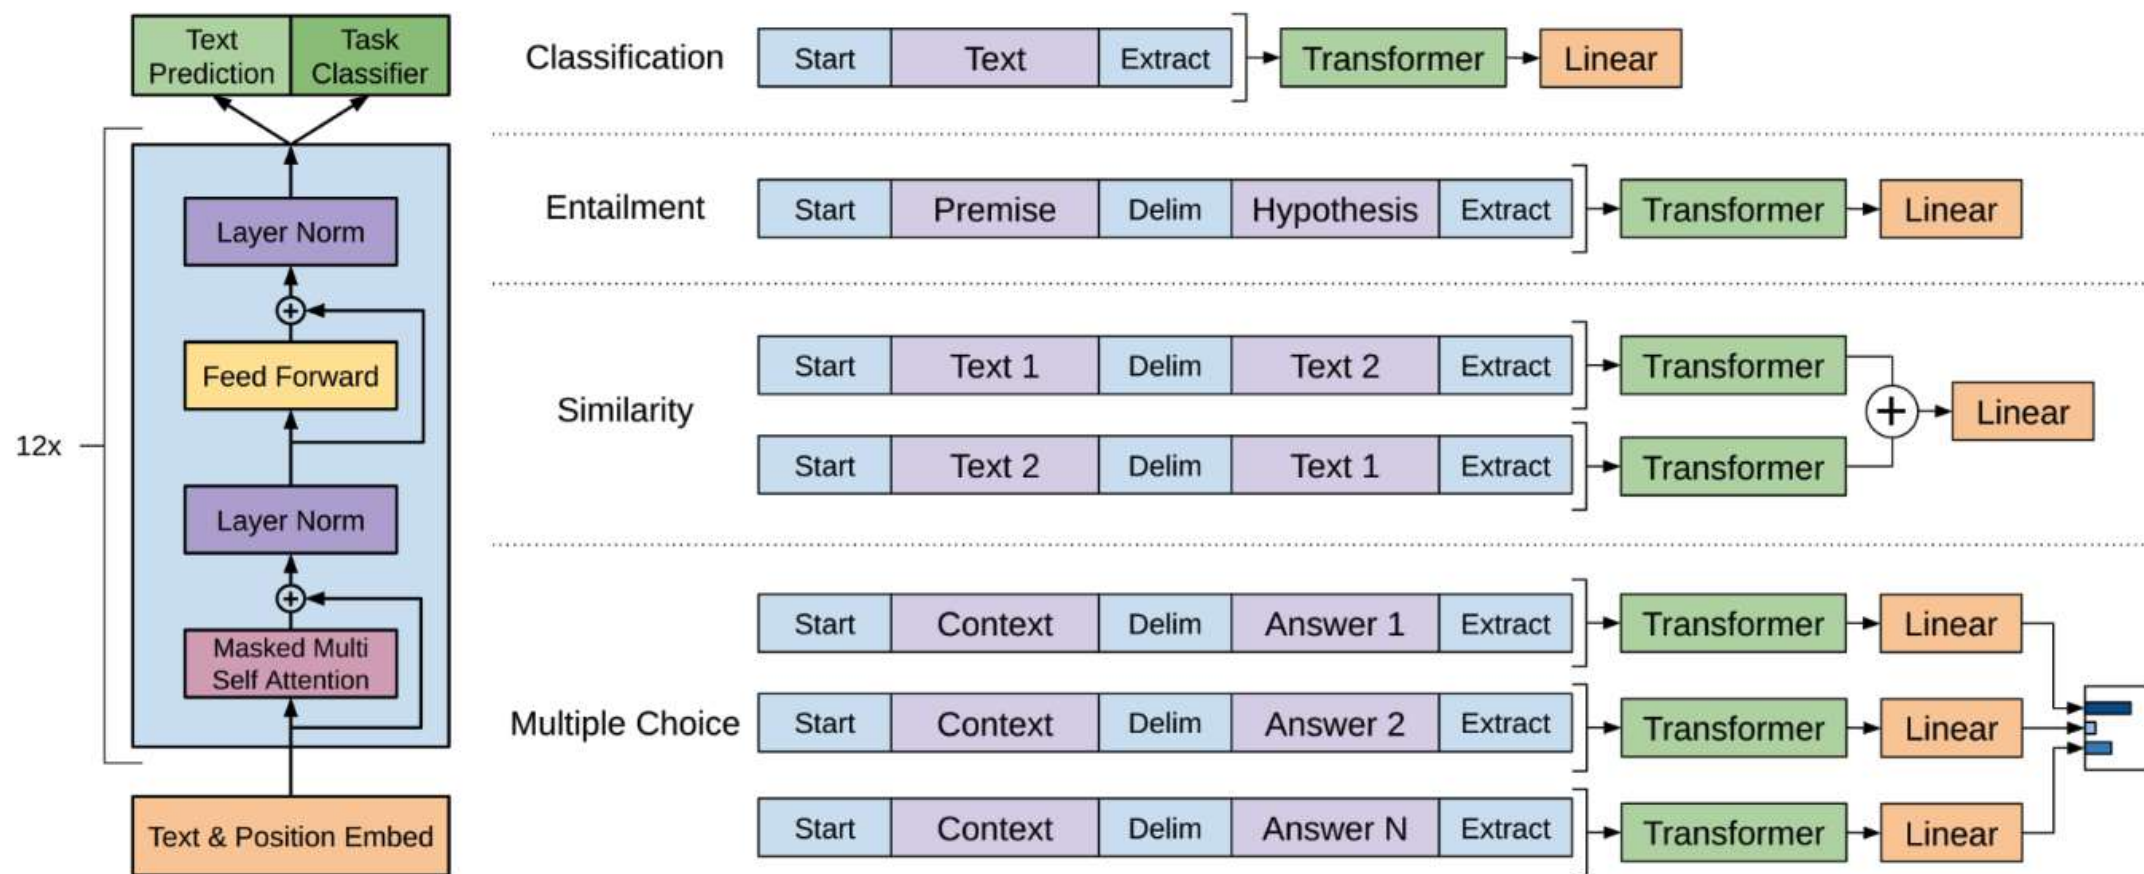 Text
Prediction
Task
Classifier
12x
Layer Norm
Feed Forward
Layer Norm
Masked Multi
Self Attention
Text & Position Embed
Classification Start Text Extract Transformer Linear
Entailment Start Premise Delim Hypothesis Extract Transformer Linear
Similarity
Start Text 1 Delim Text 2 Extract Transformer
+ Linear
Start Text 2 Delim Text 1 Extract Transformer
Multiple Choice
Start Context Delim Answer 1 Extract Transformer Linear
Start Context Delim Answer 2 Extract Transformer Linear
Start Context Delim Answer N Extract Transformer Linear